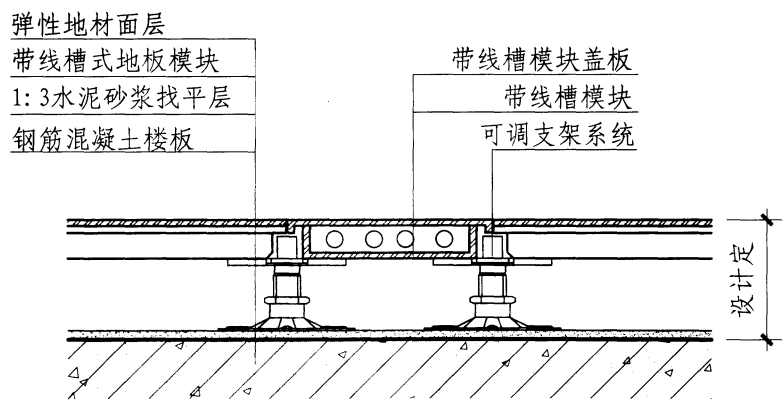 弹性地材面层
带线槽式地板模块
1:3水泥砂浆找平层
钢筋混凝土楼板
带线槽模块盖板
带线槽模块
可调支架系统
设计定